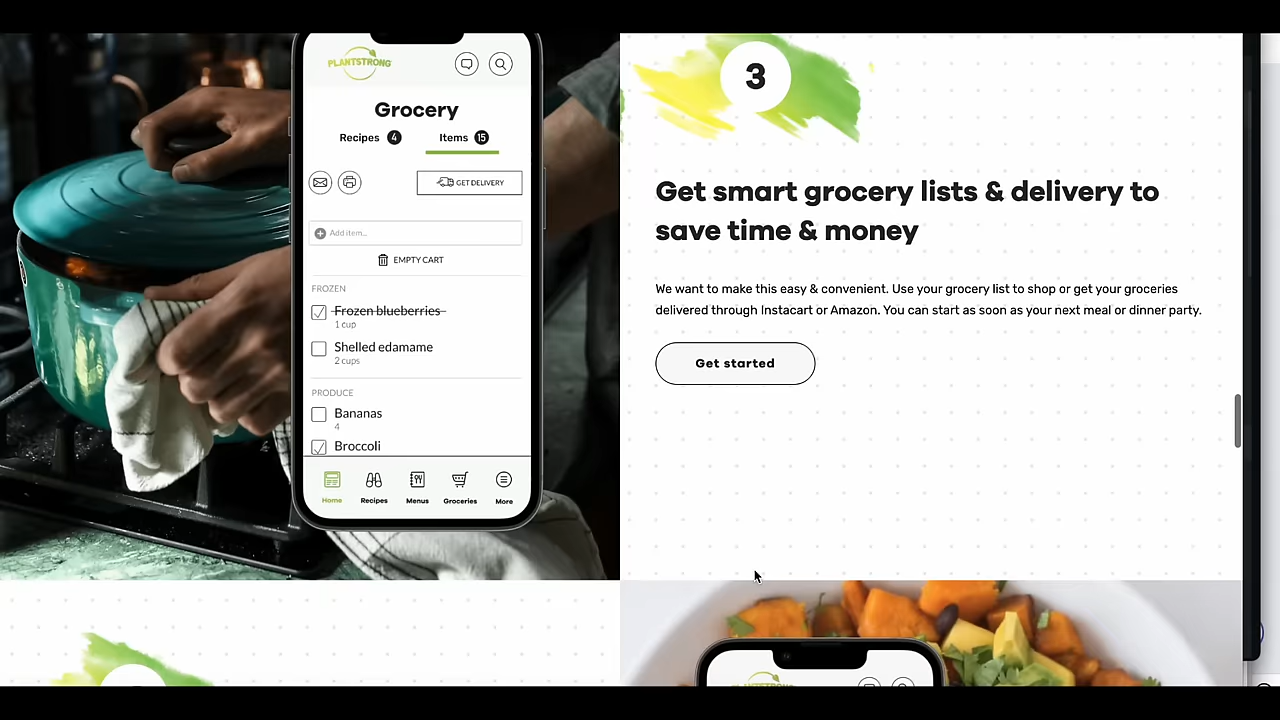 PLANTSTRONG
Grocery
Recipes 4 Items 15
GET DELIVERY
Add item...
EMPTY CART
FROZEN
Frozen blueberries
1 cup
Shelled edamame
2 cups
PRODUCE
Bananas
4
Broccoli
Home Recipes Menus Groceries More
3
Get smart grocery lists & delivery to
save time & money
We want to make this easy & convenient. Use your grocery list to shop or get your groceries
delivered through Instacart or Amazon. You can start as soon as your next meal or dinner party.
Get started
PLANTSTRONG